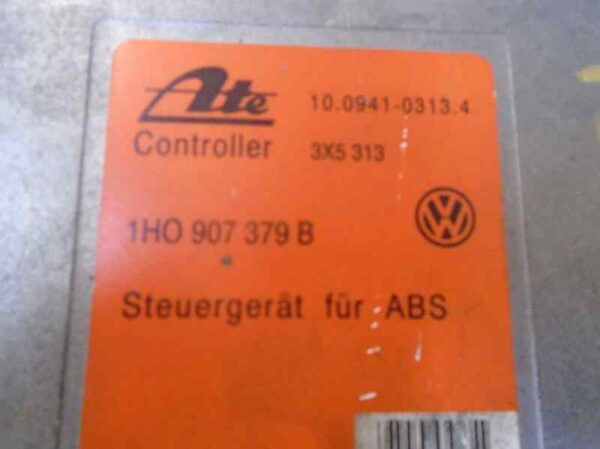 Ate 10.0941-0313.4
Controller 3X5 313
1HO 907 379 B
Steuergerät für ABS